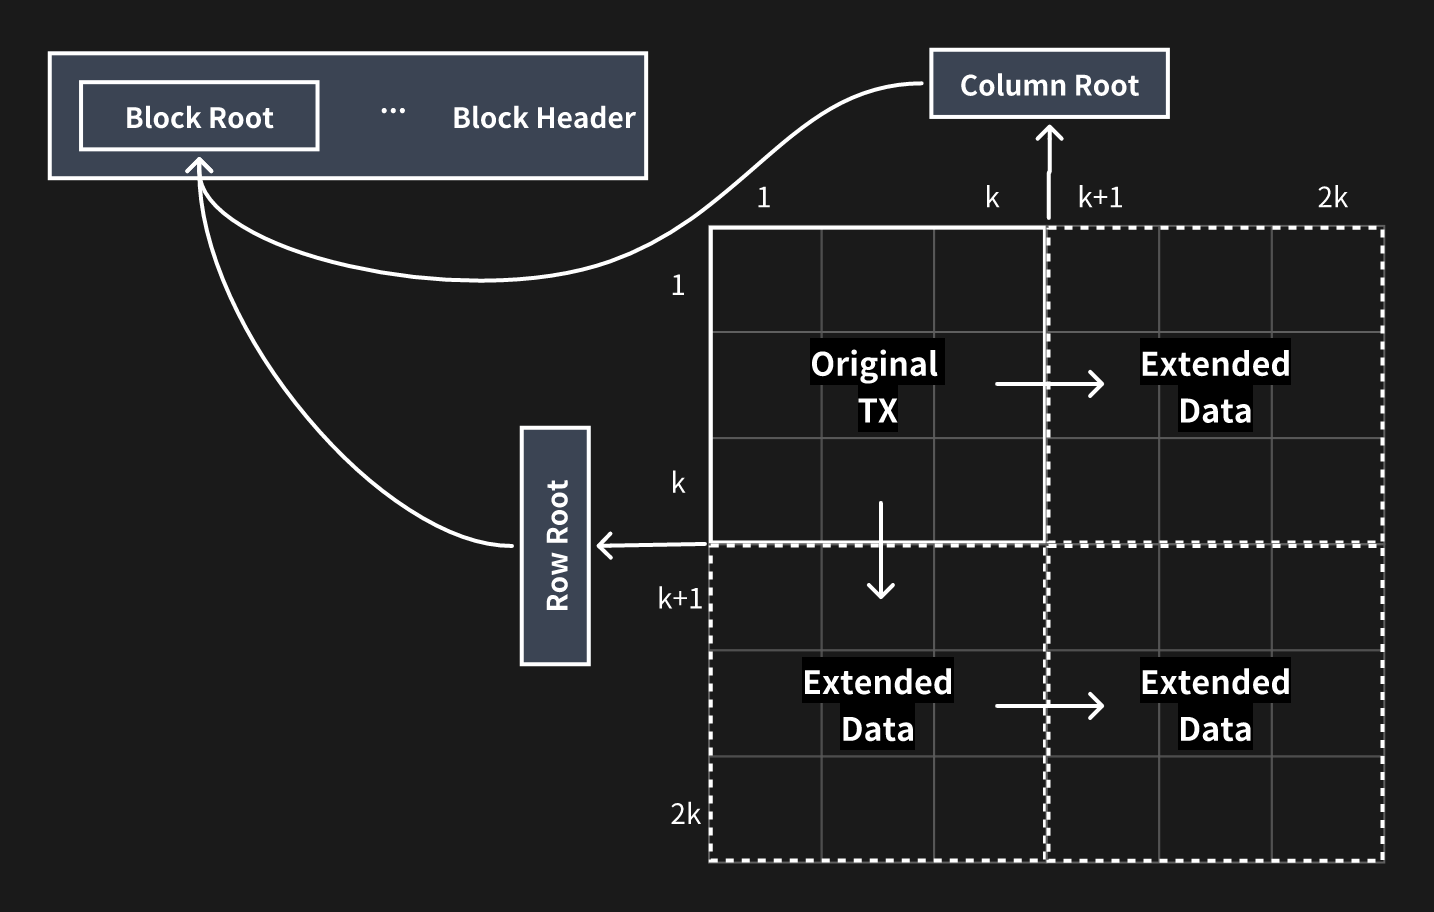 Block Root
...
Block Header
Column Root
1
k
k+1
2k
1
k
k+1
2k
Original
TX
Extended
Data
Row Root
Extended
Data
Extended
Data